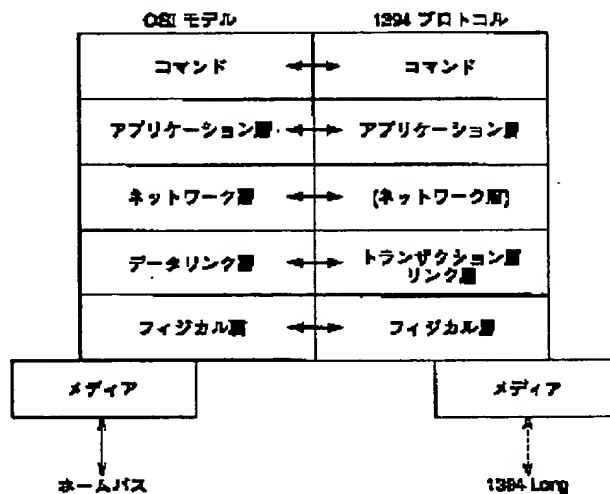 OSI モデル
1394 プロトコル
コマンド
コマンド
アプリケーション層
アプリケーション層
ネットワーク層
(ネットワーク層)
データリンク層
トランザクション層
リンク層
フィジカル層
フィジカル層
メディア
メディア
ホームバス
1394 Long